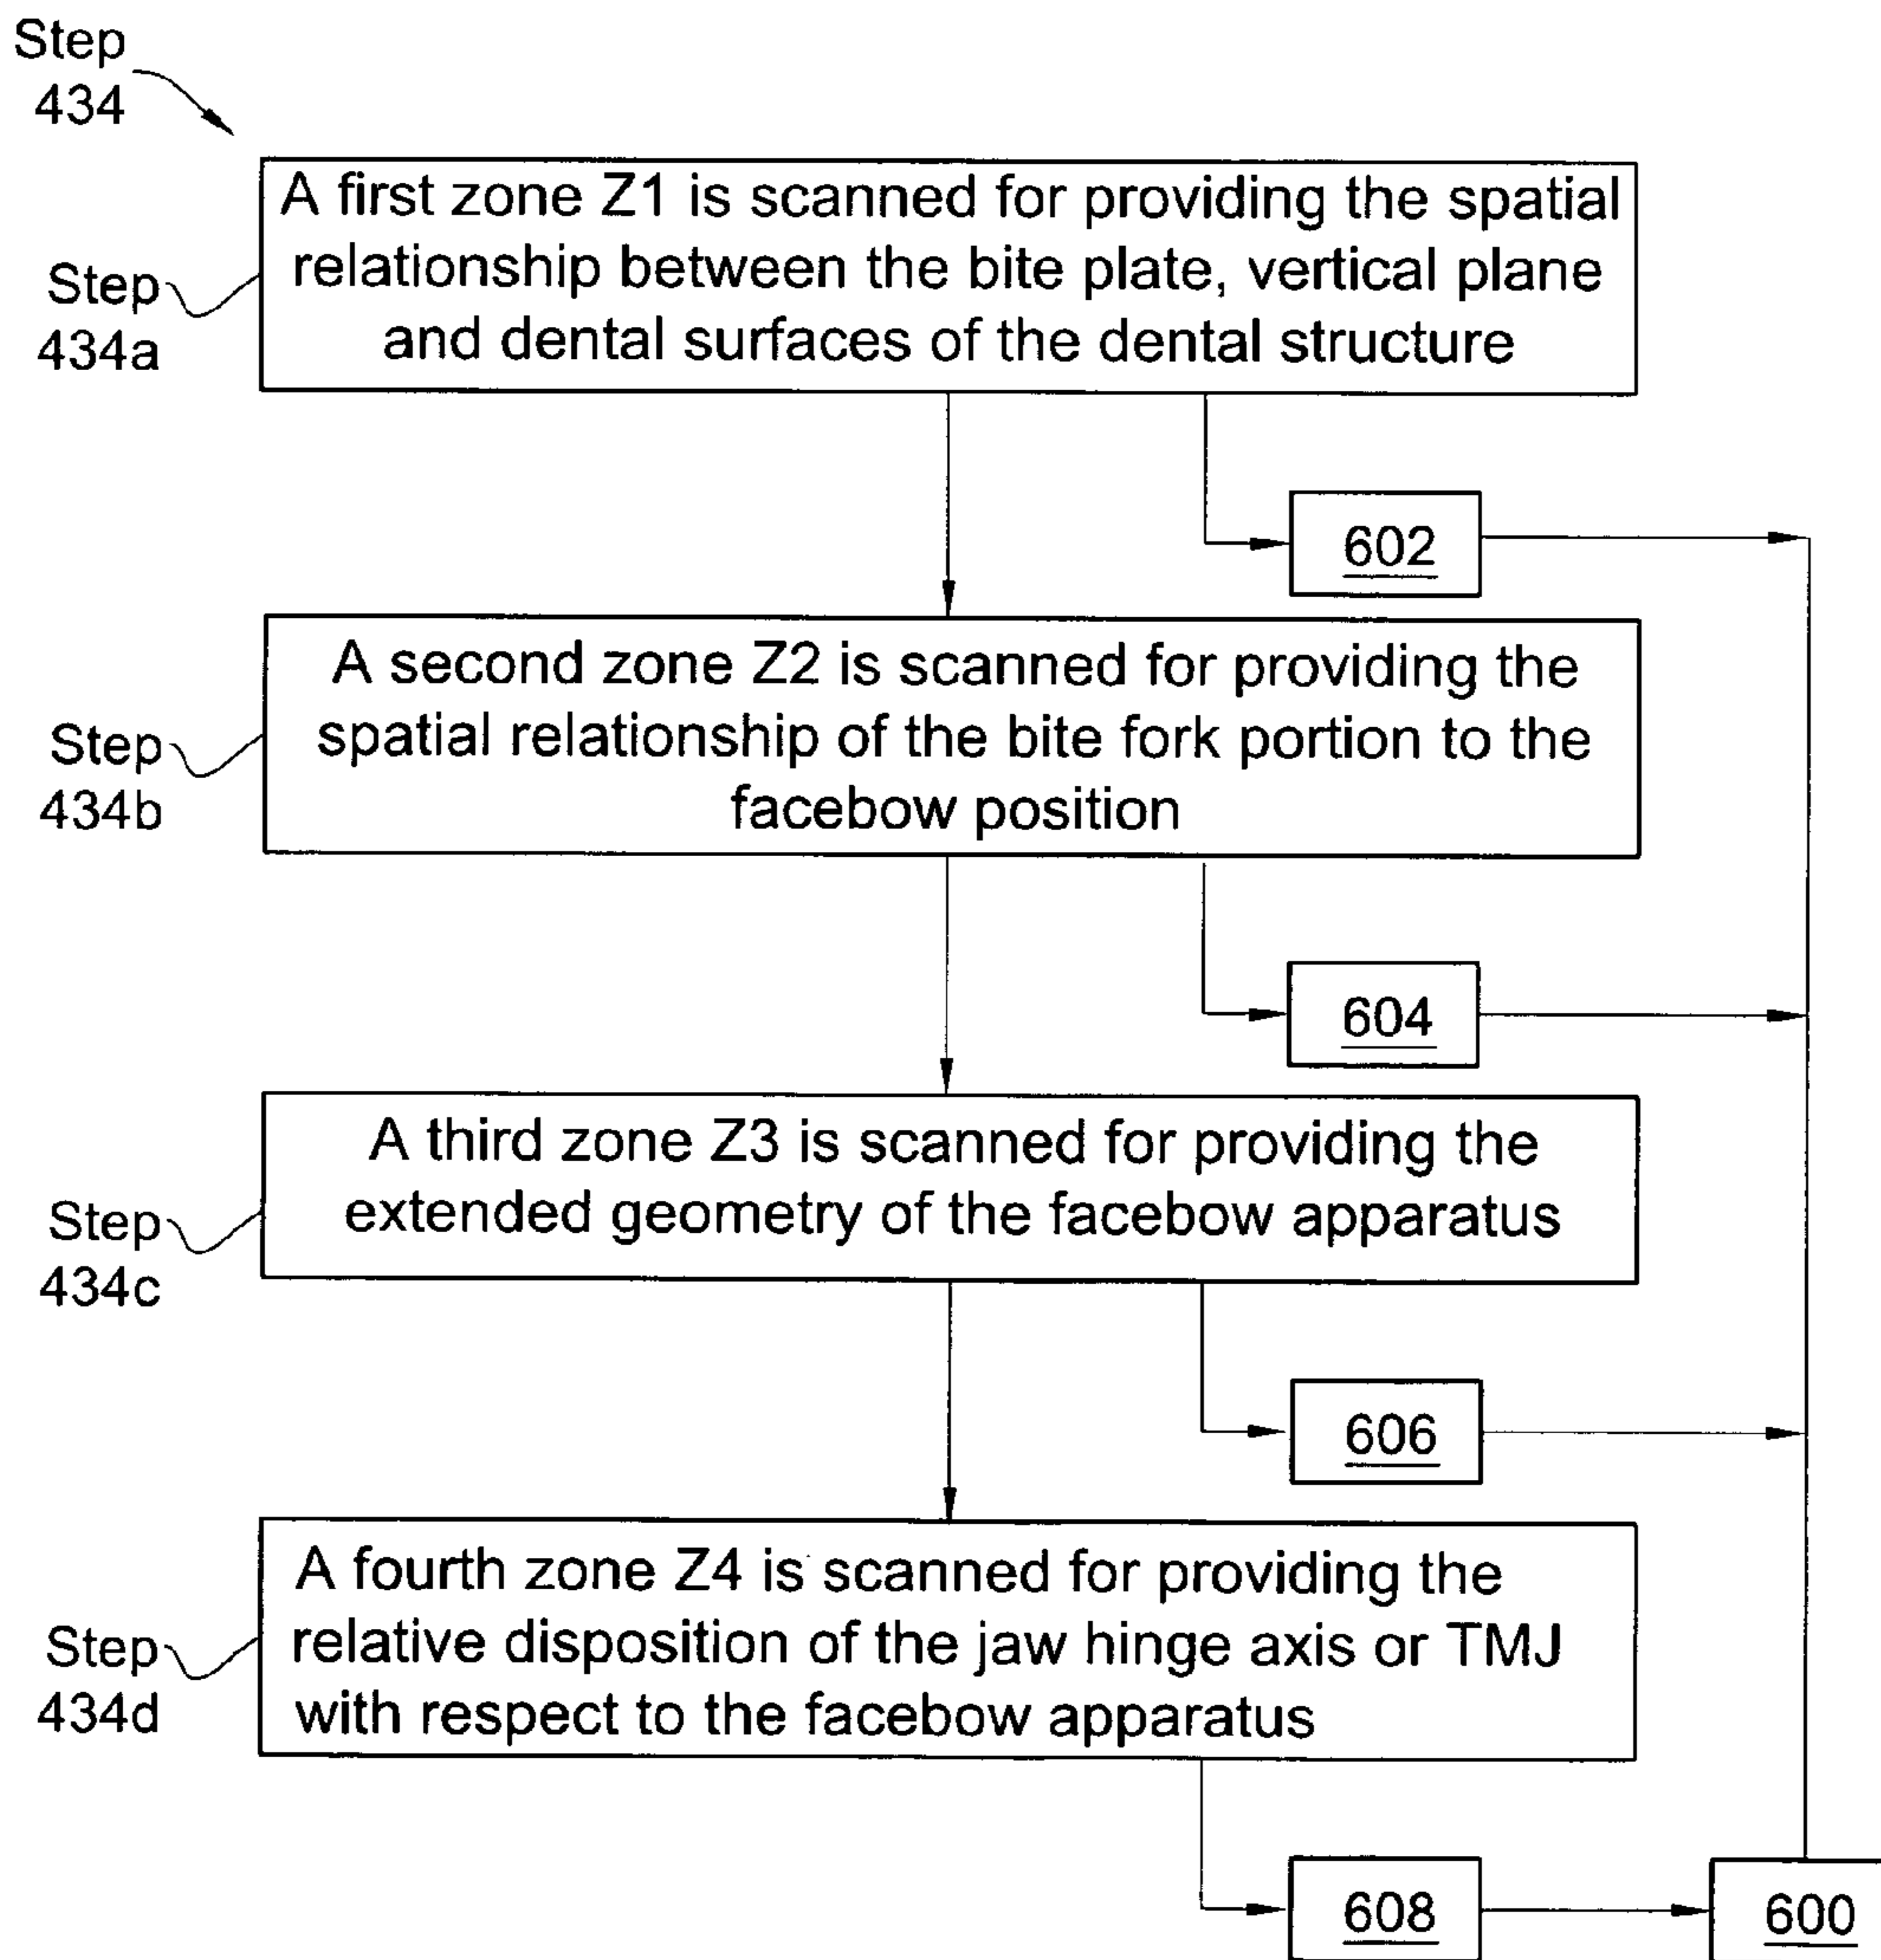 Step
434
A first zone Z1 is scanned for providing the spatial
relationship between the bite plate, vertical plane
and dental surfaces of the dental structure
Step
434a
602
A second zone Z2 is scanned for providing the
spatial relationship of the bite fork portion to the
facebow position
Step
434b
604
A third zone Z3 is scanned for providing the
extended geometry of the facebow apparatus
Step
434c
606
A fourth zone Z4 is scanned for providing the
relative disposition of the jaw hinge axis or TMJ
with respect to the facebow apparatus
Step
434d
608
600